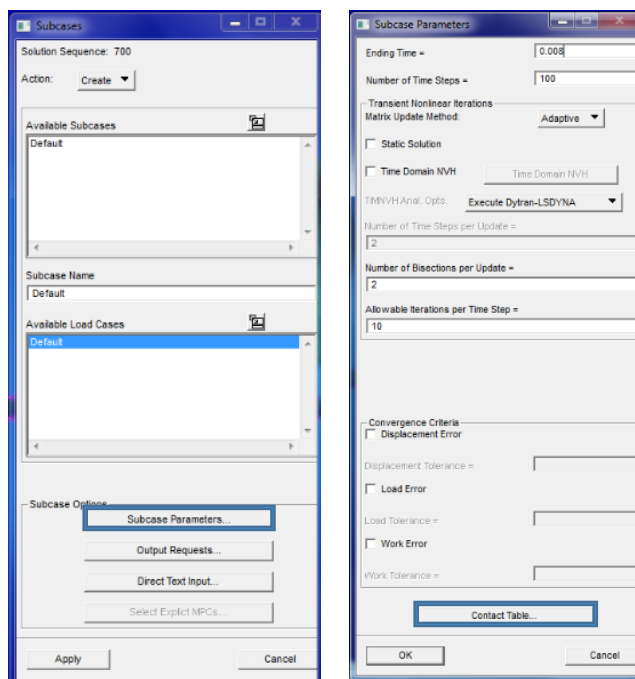 Subcases
Solution Sequence: 700
Action:
Create
Available Subcases
Default
Subcase Name
Default
Available Load Cases
Default
Subcase Options
Subcase Parameters...
Output Requests...
Direct Text Input...
Select Explict MPCs...
Apply
Cancel
Subcase Parameters
Ending Time =
0.008
Number of Time Steps =
100
Transient Nonlinear Iterations
Matrix Update Method:
Adaptive
Static Solution
Time Domain NVH
Time Domain NVH
TIMNVH Anal. Opts.
Execute Dytran-LSDYNA
Number of Time Steps per Update =
2
Number of Bisections per Update =
2
Allowable Iterations per Time Step =
10
Convergence Criteria
Displacement Error
Displacement Tolerance =
Load Error
Load Tolerance =
Work Error
Work Tolerance =
Contact Table...
OK
Cancel